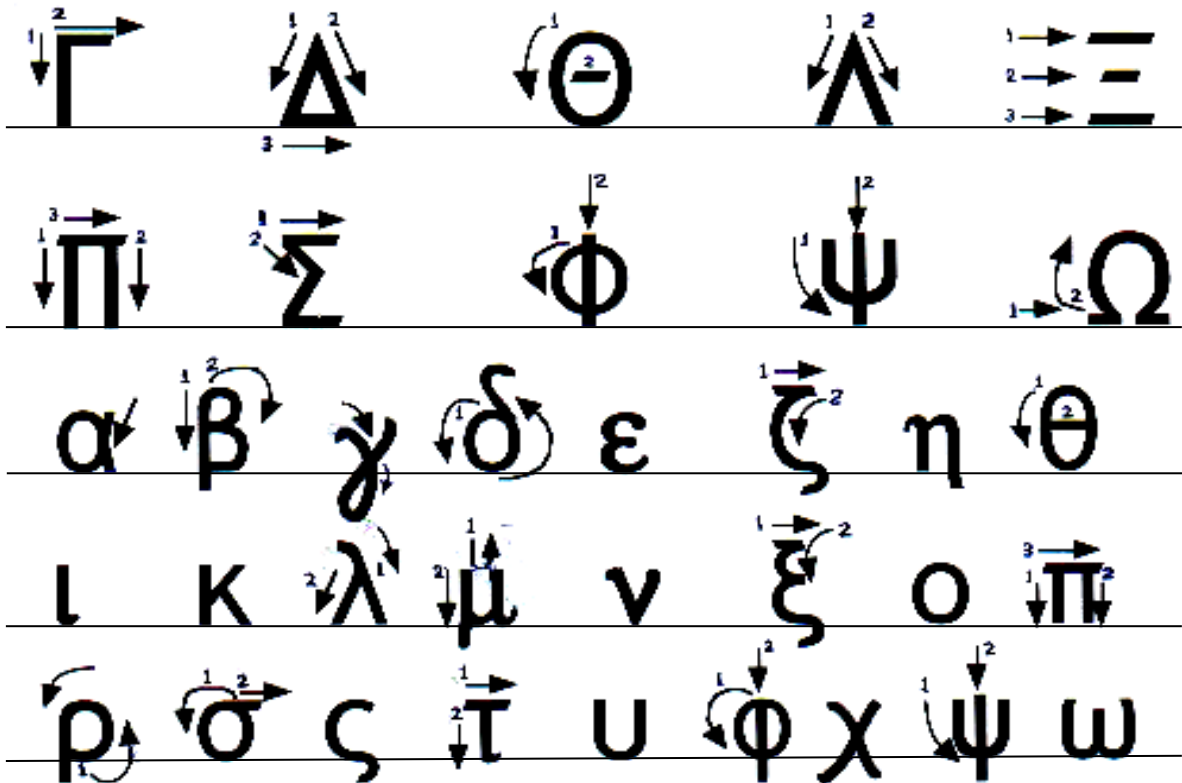 Γ Δ Θ Λ Ξ
Π Σ Φ Ψ Ω
α β γ δ ε ζ η θ
ι κ λ μ ν ξ ο π
ρ σ ς τ υ φ χ ψ ω